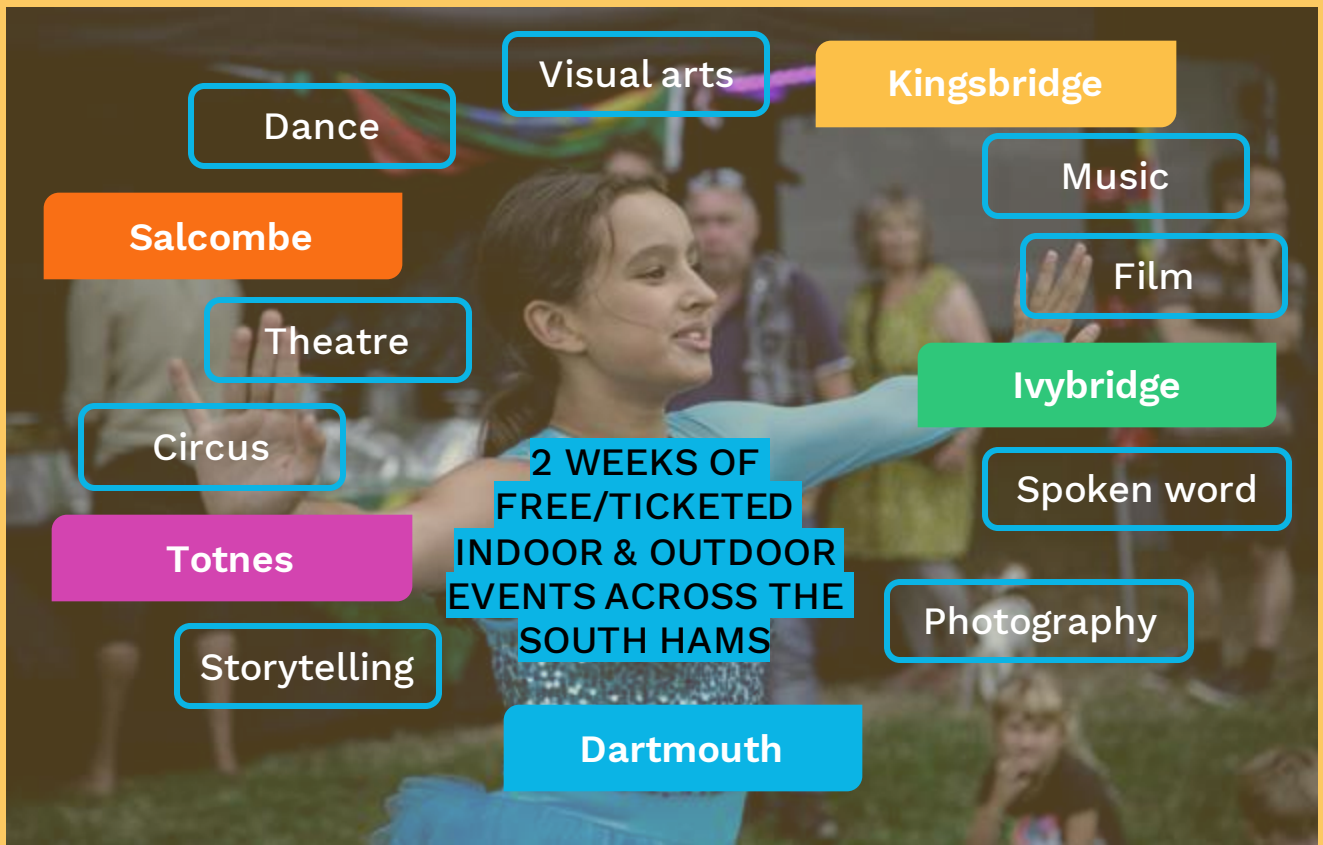 Visual arts
Kingsbridge
Dance
Music
Salcombe
Film
Theatre
Ivybridge
Circus
2 WEEKS OF
FREE/TICKETED
INDOOR & OUTDOOR
EVENTS ACROSS THE
SOUTH HAMS
Spoken word
Totnes
Photography
Storytelling
Dartmouth